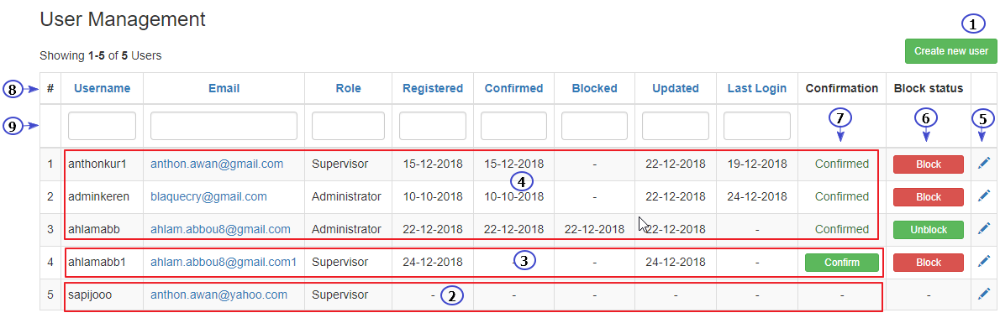 User Management
1
Create new user
Showing 1-5 of 5 Users
8 # Username Email Role Registered Confirmed Blocked Updated Last Login Confirmation Block status
9 7 6 5
1 anthonkur1 anthon.awan@gmail.com Supervisor 15-12-2018 15-12-2018 - 22-12-2018 19-12-2018 Confirmed Block
4
2 adminkeren blaquecry@gmail.com Administrator 10-10-2018 10-10-2018 - 22-12-2018 24-12-2018 Confirmed Block
3 ahlamabb ahlam.abbou8@gmail.com Administrator 22-12-2018 22-12-2018 22-12-2018 22-12-2018 - Confirmed Unblock
4 ahlamabb1 ahlam.abbou8@gmail.com1 Supervisor 24-12-2018 - 3 - 24-12-2018 - Confirm Block
5 sapijooo anthon.awan@yahoo.com Supervisor - 2 - - - - - -